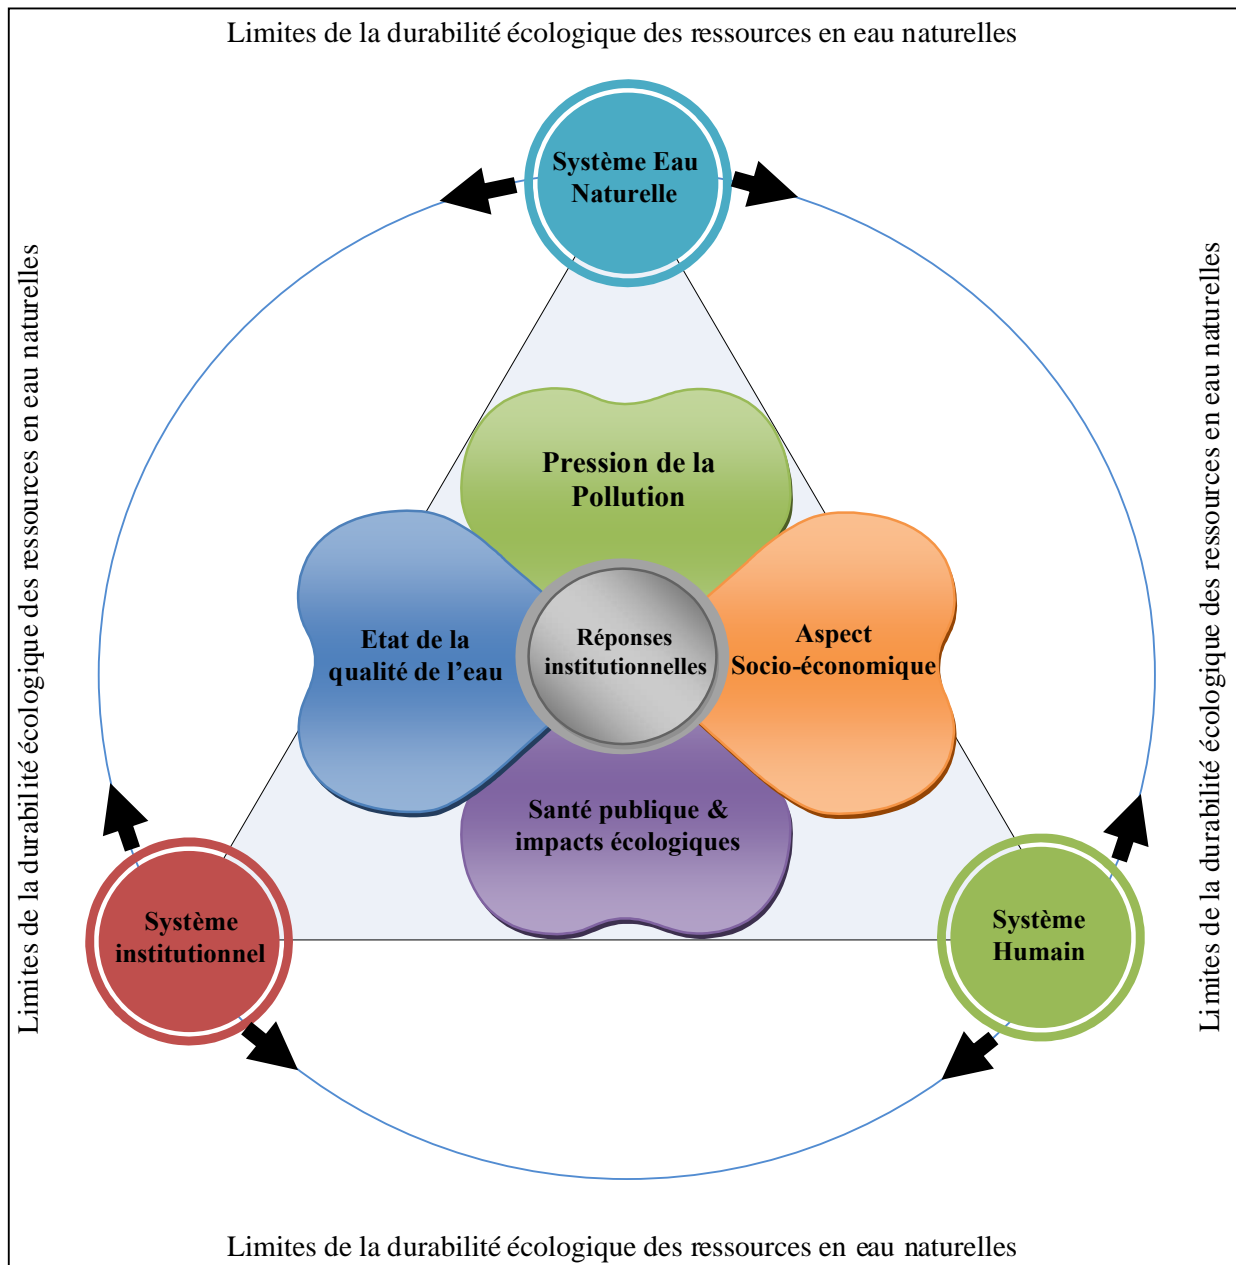 Limites de la durabilité écologique des ressources en eau naturelles
Système Eau
Naturelle
Limites de la durabilité écologique des ressources en eau naturelles
Limites de la durabilité écologique des ressources en eau naturelles
Pression de la
Pollution
Etat de la
qualité de l’eau
Réponses
institutionnelles
Aspect
Socio-économique
Santé publique &
impacts écologiques
Système
institutionnel
Système
Humain
Limites de la durabilité écologique des ressources en eau naturelles